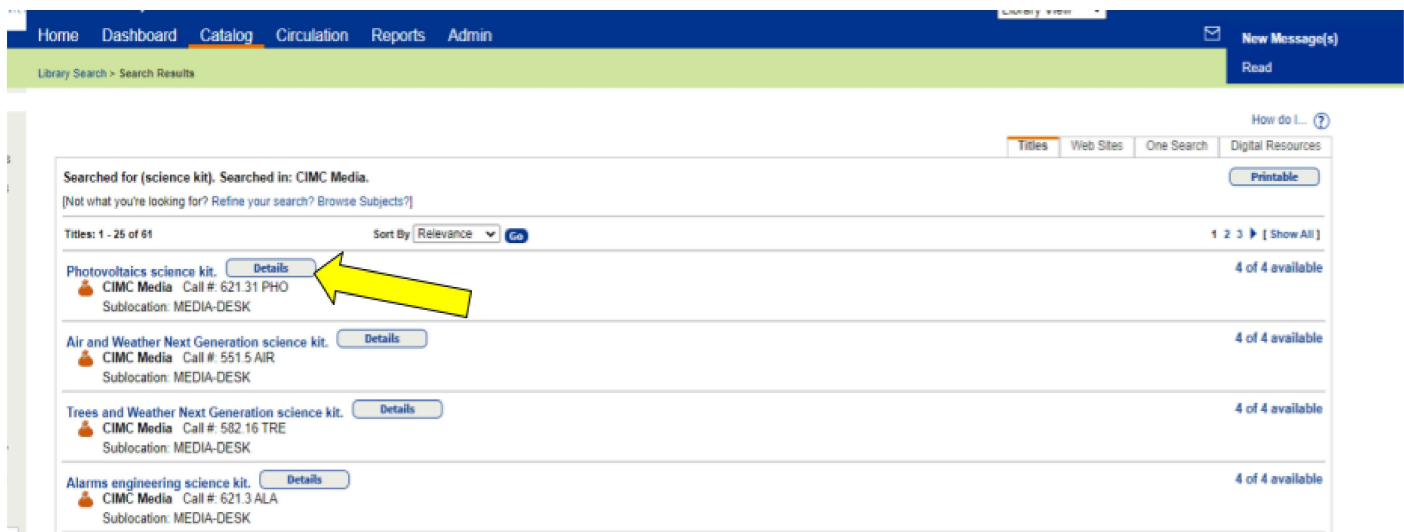 Library View
Home Dashboard Catalog Circulation Reports Admin
New Message(s)
Library Search > Search Results
Read
How do I... ?
Titles Web Sites One Search Digital Resources
Searched for (science kit). Searched in: CIMC Media.
Printable
[Not what you're looking for? Refine your search? Browse Subjects?]
Titles: 1 - 25 of 61 Sort By Relevance Go 1 2 3 [ Show All ]
Photovoltaics science kit. Details 4 of 4 available
CIMC Media Call #: 621.31 PHO
Sublocation: MEDIA-DESK
Air and Weather Next Generation science kit. Details 4 of 4 available
CIMC Media Call #: 551.5 AIR
Sublocation: MEDIA-DESK
Trees and Weather Next Generation science kit. Details 4 of 4 available
CIMC Media Call #: 582.16 TRE
Sublocation: MEDIA-DESK
Alarms engineering science kit. Details 4 of 4 available
CIMC Media Call #: 621.3 ALA
Sublocation: MEDIA-DESK